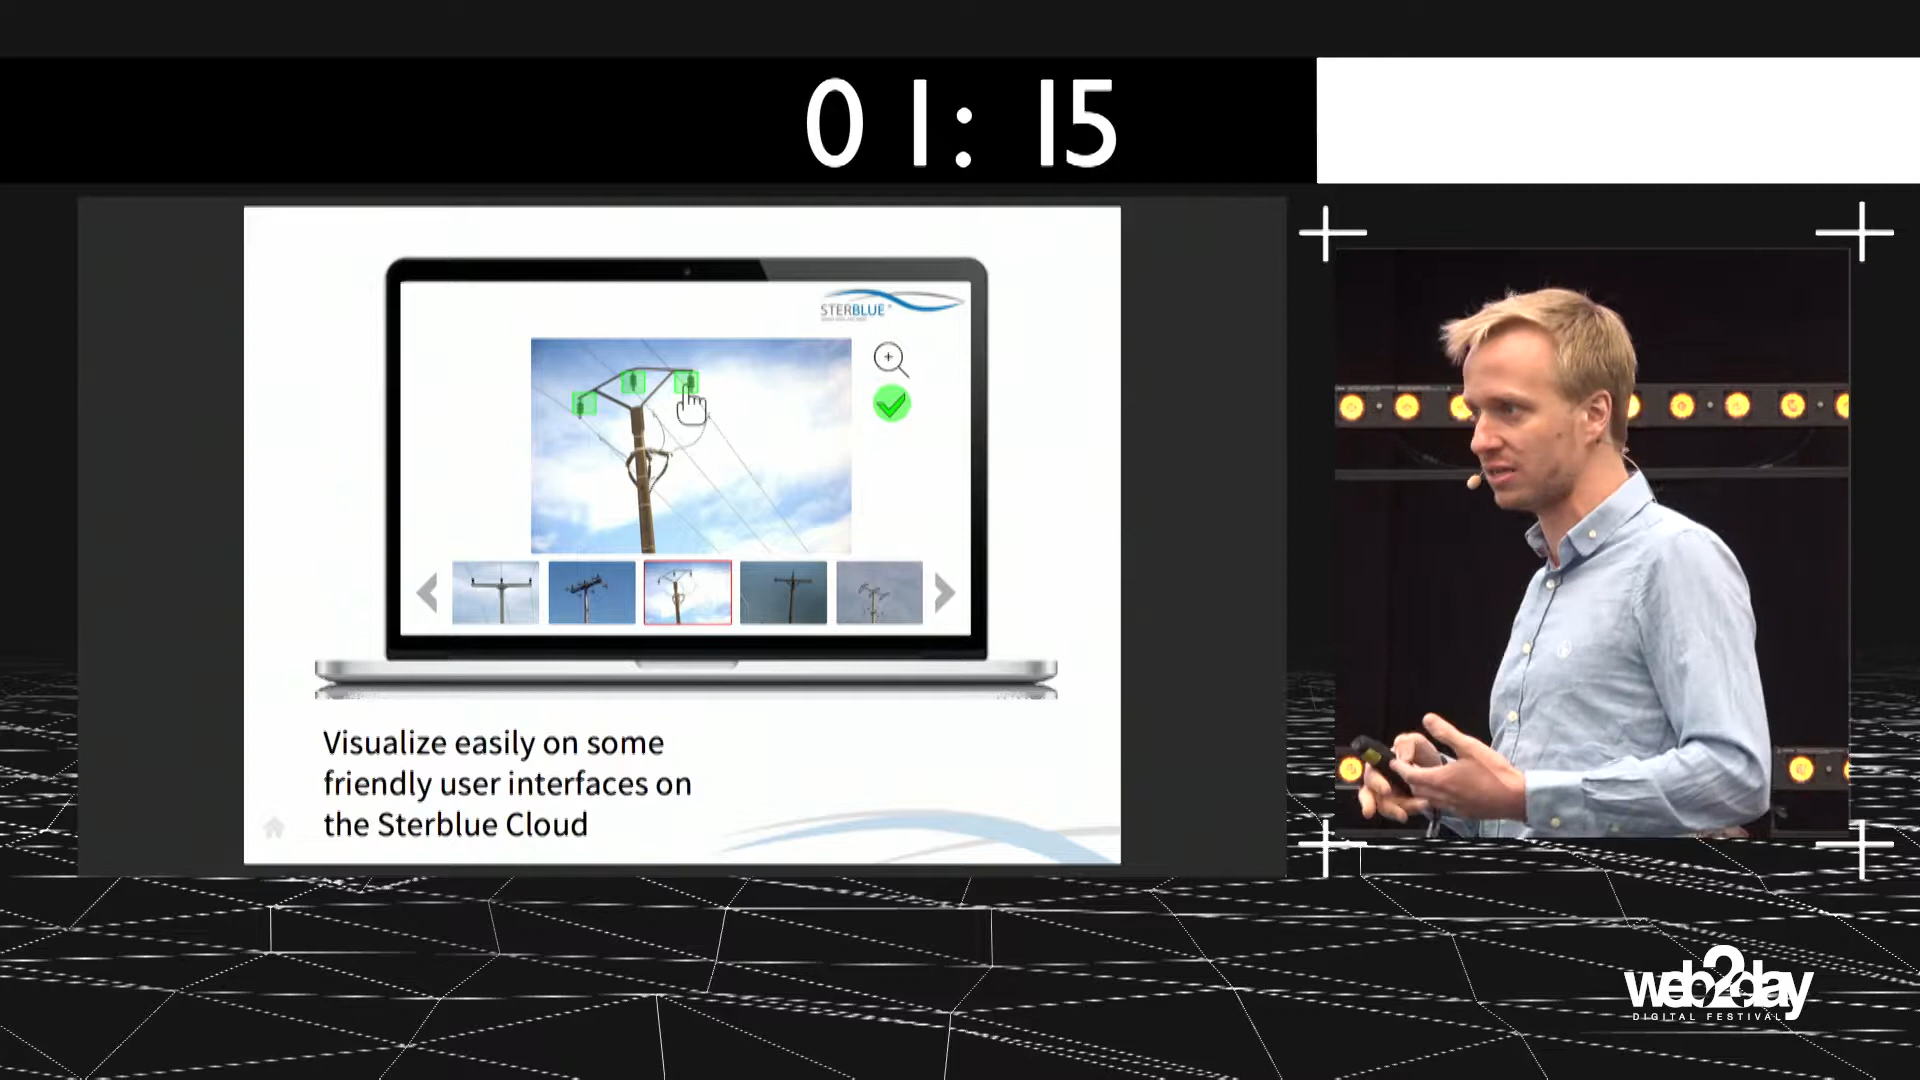 01:15
STERBLUE
Visualize easily on some
friendly user interfaces on
the Sterblue Cloud
web2day
DIGITAL FESTIVAL